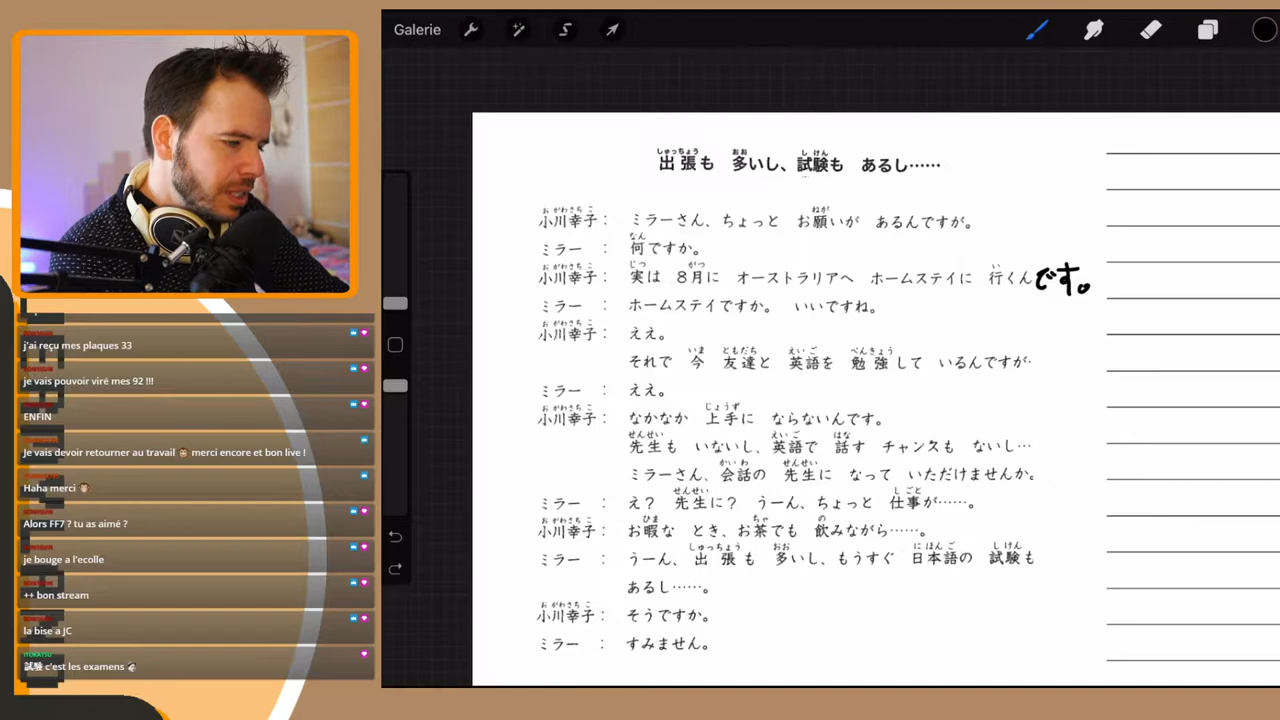 j'ai reçu mes plaques 33
je vais pouvoir viré mes 92 !!!
ENFIN
Je vais devoir retourner au travail merci encore et bon live !
Haha merci
Alors FF7 ? tu as aimé ?
je bouge a l'ecolle
++ bon stream
la bise a JC
試験 c'est les examens
Galerie
出張も 多いし、試験も あるし……
小川幸子： ミラーさん、ちょっと お願いが あるんですが。
ミラー ： 何ですか。
小川幸子： 実は 8月に オーストラリアへ ホームステイに 行くんです。
ミラー ： ホームステイですか。 いいですね。
小川幸子： ええ。
それで 今 友達と 英語を 勉強して いるんですが…
ミラー ： ええ。
小川幸子： なかなか 上手に ならないんです。
先生も いないし、英語で 話す チャンスも ないし…
ミラーさん、会話の 先生に なって いただけませんか。
ミラー ： え？ 先生に？ うーん、ちょっと 仕事が……。
小川幸子： お暇な とき、お茶でも 飲みながら……。
ミラー ： うーん、出張も 多いし、もうすぐ 日本語の 試験も
あるし……。
小川幸子： そうですか。
ミラー ： すみません。